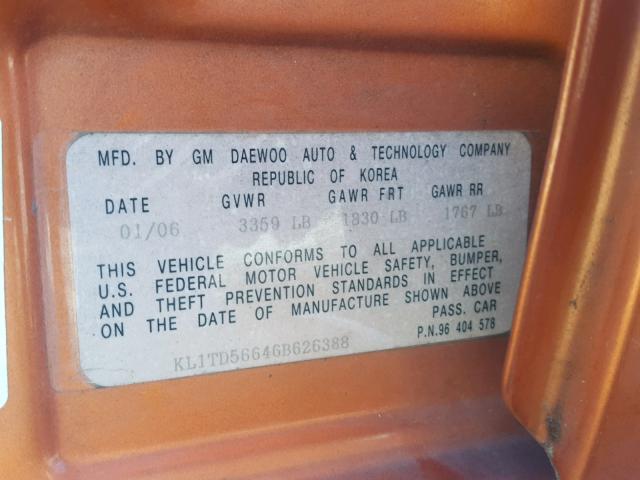 MFD. BY GM DAEWOO AUTO & TECHNOLOGY COMPANY
REPUBLIC OF KOREA
DATE GVWR GAWR FRT GAWR RR
01/06 3359 LB 1830 LB 1767 LB
THIS VEHICLE CONFORMS TO ALL APPLICABLE
U.S. FEDERAL MOTOR VEHICLE SAFETY, BUMPER,
AND THEFT PREVENTION STANDARDS IN EFFECT
ON THE DATE OF MANUFACTURE SHOWN ABOVE
PASS. CAR
P.N.96 404 578
KL1TD56646B626388